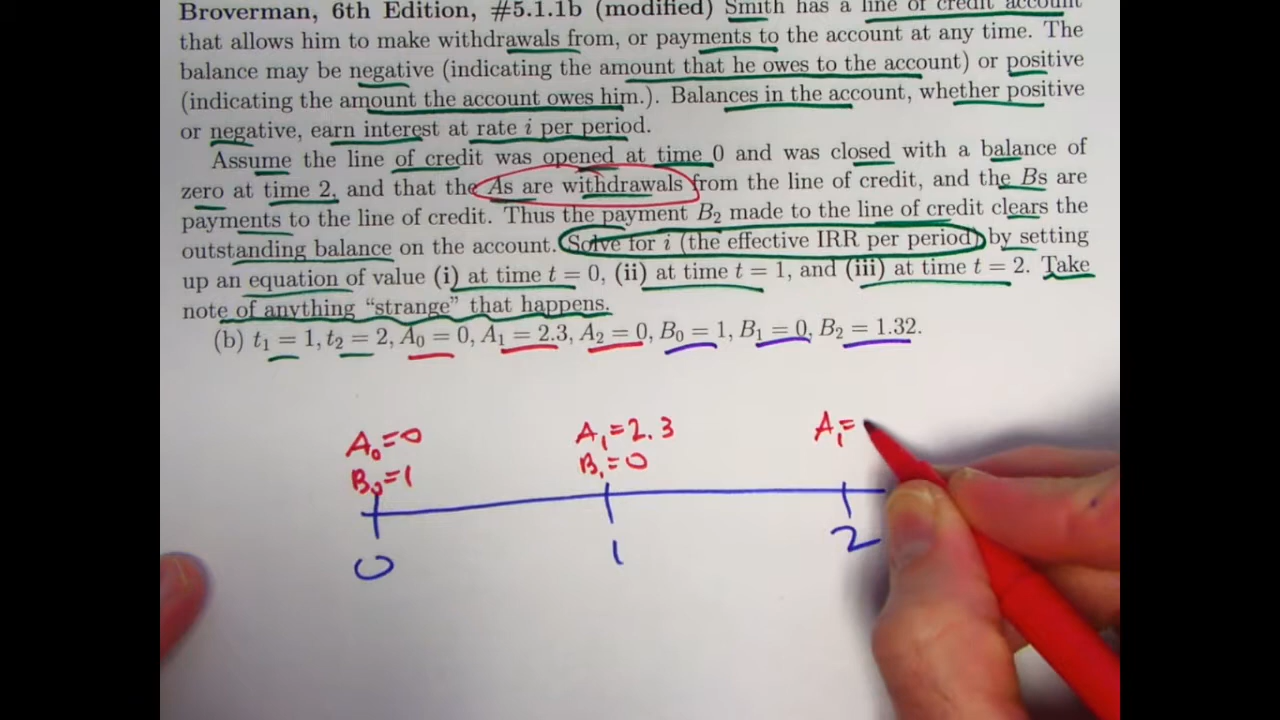 Broverman, 6th Edition, #5.1.1b (modified) Smith has a line of credit account
that allows him to make withdrawals from, or payments to the account at any time. The
balance may be negative (indicating the amount that he owes to the account) or positive
(indicating the amount the account owes him.). Balances in the account, whether positive
or negative, earn interest at rate i per period.
Assume the line of credit was opened at time 0 and was closed with a balance of
zero at time 2, and that the As are withdrawals from the line of credit, and the Bs are
payments to the line of credit. Thus the payment B₂ made to the line of credit clears the
outstanding balance on the account. Solve for i (the effective IRR per period) by setting
up an equation of value (i) at time t = 0, (ii) at time t = 1, and (iii) at time t = 2. Take
note of anything “strange” that happens.
(b) t₁ = 1, t₂ = 2, A₀ = 0, A₁ = 2.3, A₂ = 0, B₀ = 1, B₁ = 0, B₂ = 1.32.
A₀=0 A₁=2.3 A₁=
B₀=1 B₁=0
0 1 2